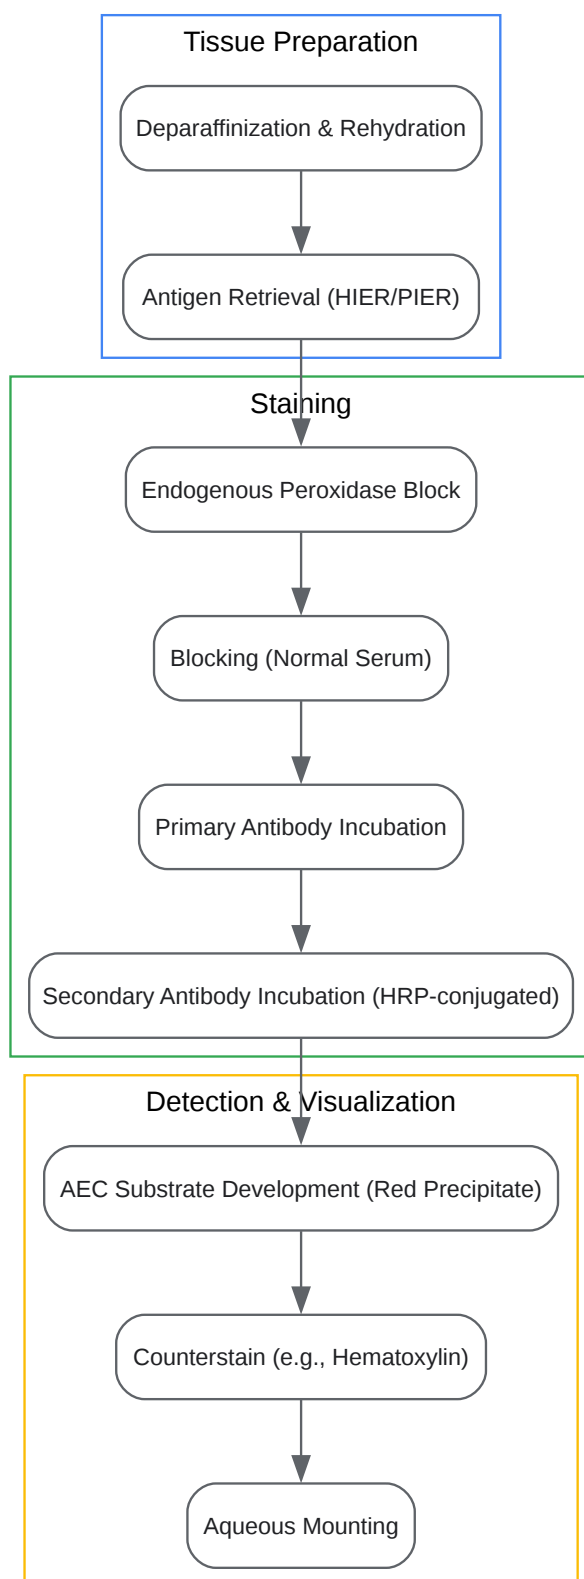 Tissue Preparation
Deparaffinization & Rehydration
Antigen Retrieval (HIER/PIER)
Staining
Endogenous Peroxidase Block
Blocking (Normal Serum)
Primary Antibody Incubation
Secondary Antibody Incubation (HRP-conjugated)
Detection & Visualization
AEC Substrate Development (Red Precipitate)
Counterstain (e.g., Hematoxylin)
Aqueous Mounting